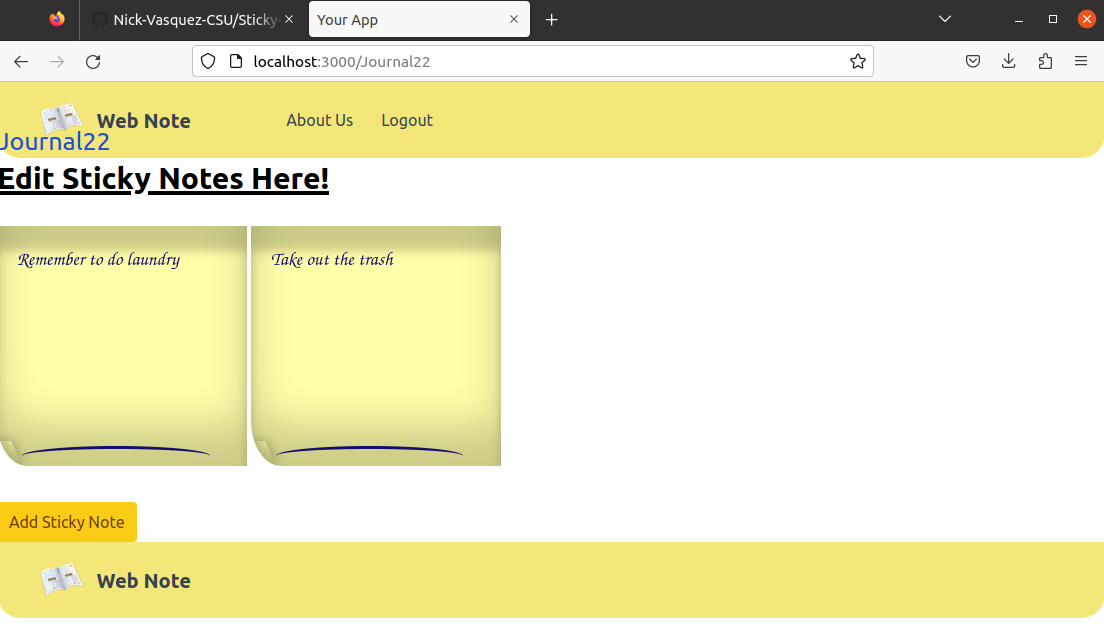 Nick-Vasquez-CSU/Sticky-
Your App
localhost:3000/Journal22
Web Note
About Us
Logout
Journal22
Edit Sticky Notes Here!
Remember to do laundry
Take out the trash
Add Sticky Note
Web Note